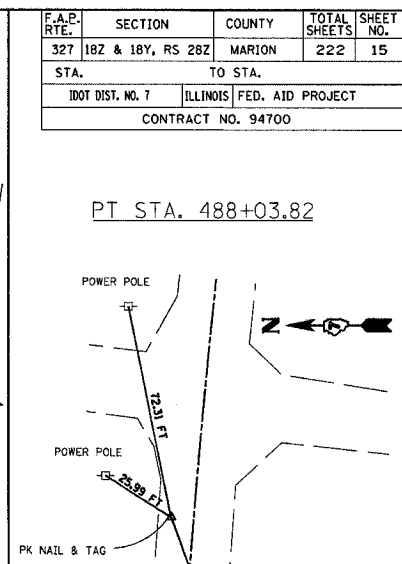 F.A.P. RTE. SECTION COUNTY TOTAL SHEETS SHEET NO.
327 18Z & 18Y, RS 28Z MARION 222 15
STA. TO STA.
IDOT DIST. NO. 7 ILLINOIS FED. AID PROJECT
CONTRACT NO. 94700
PT STA. 488+03.82
POWER POLE
N
72.31 FT
POWER POLE
25.99 FT
PK NAIL & TAG